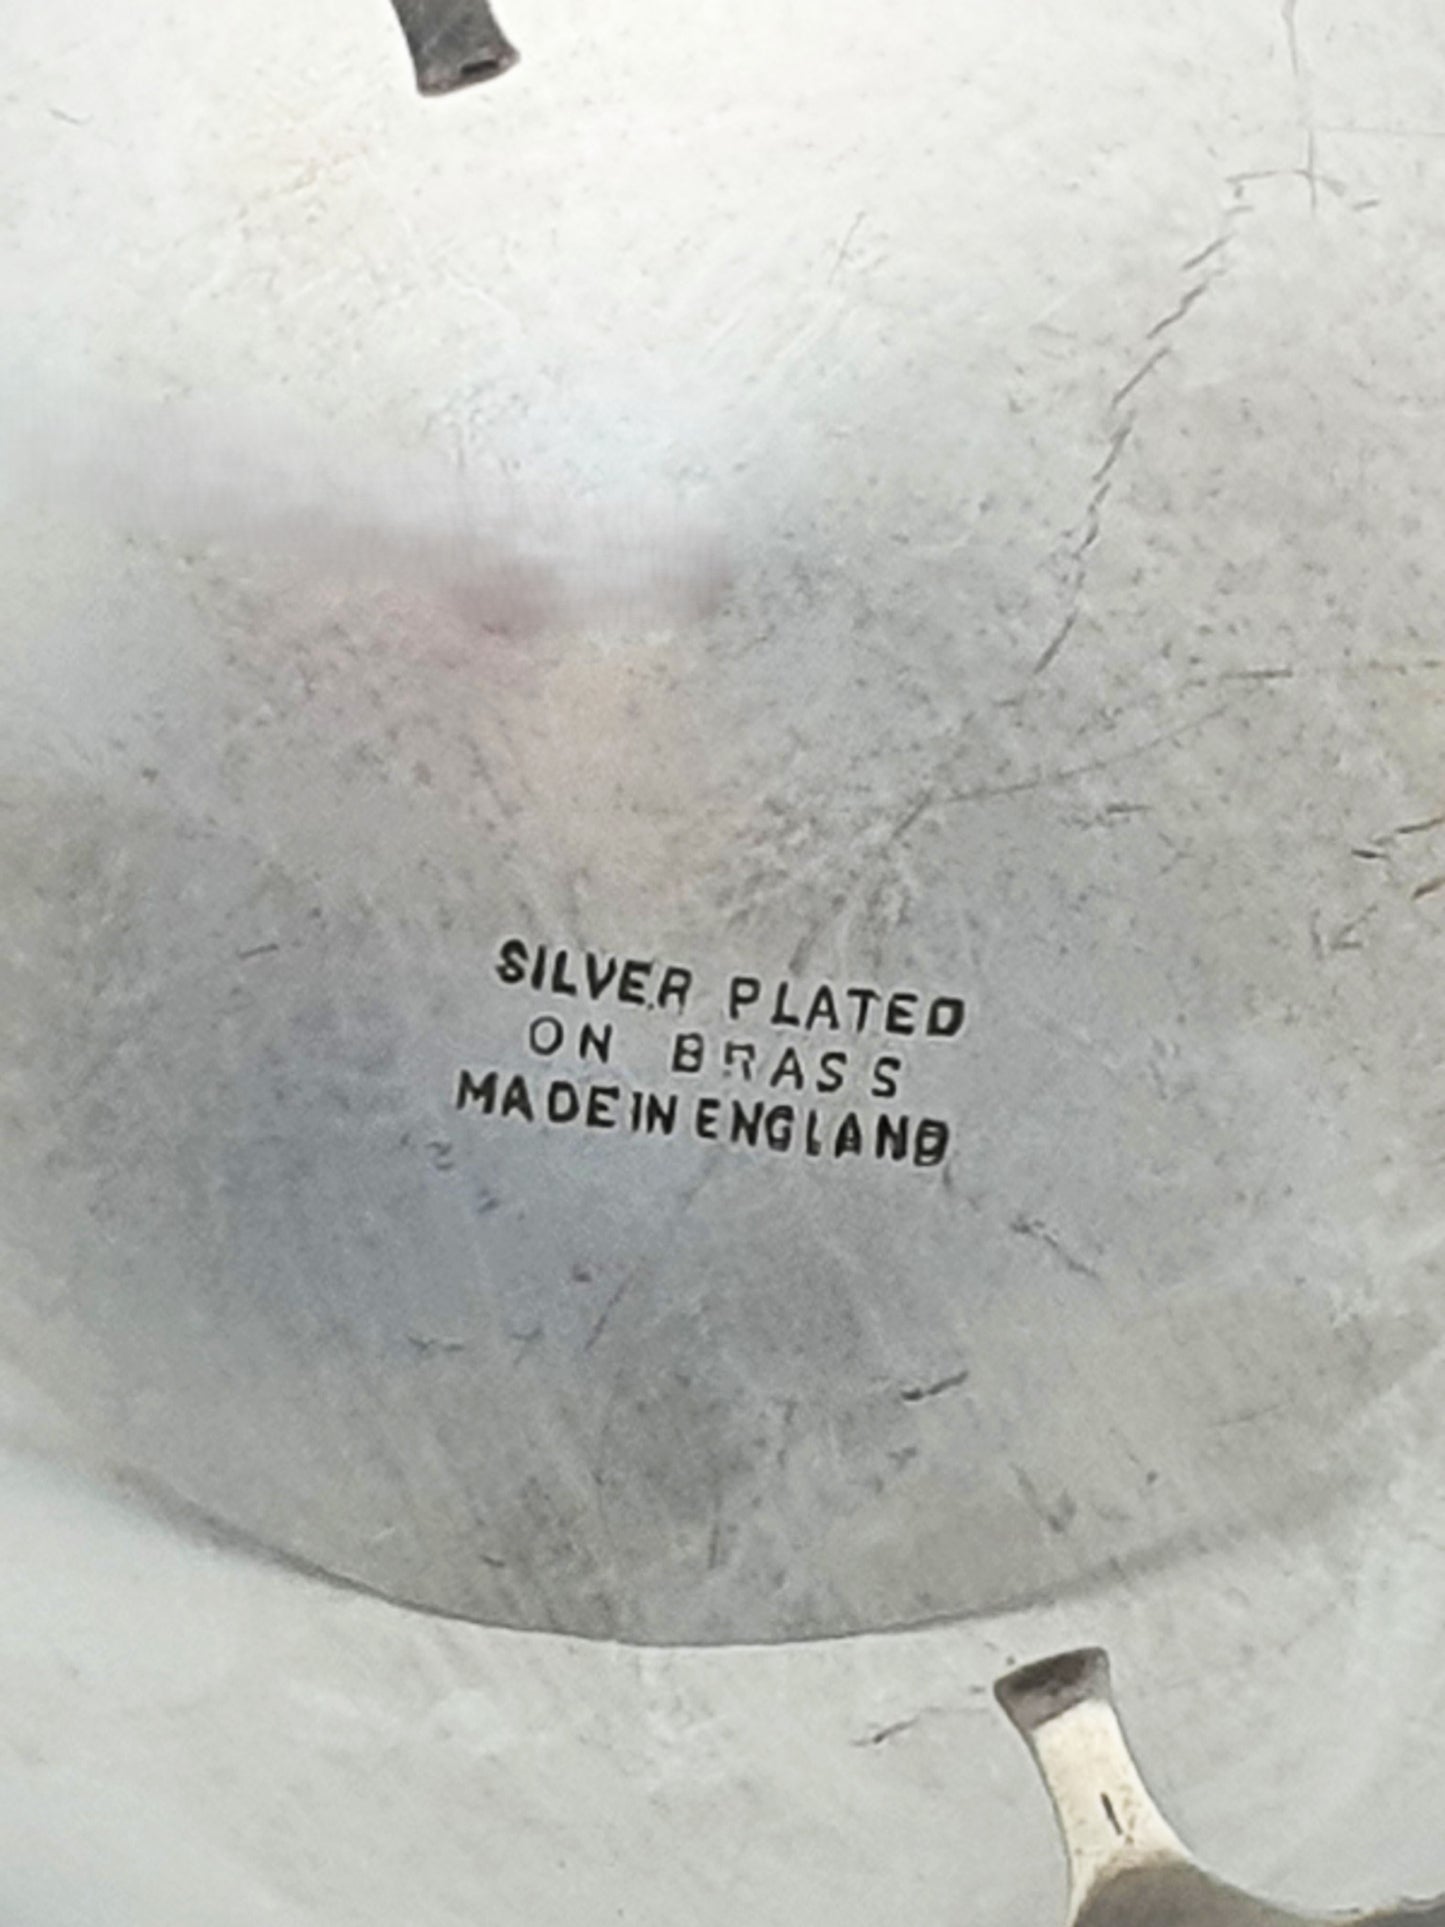 SILVER PLATED
ON BRASS
MADE IN ENGLAND